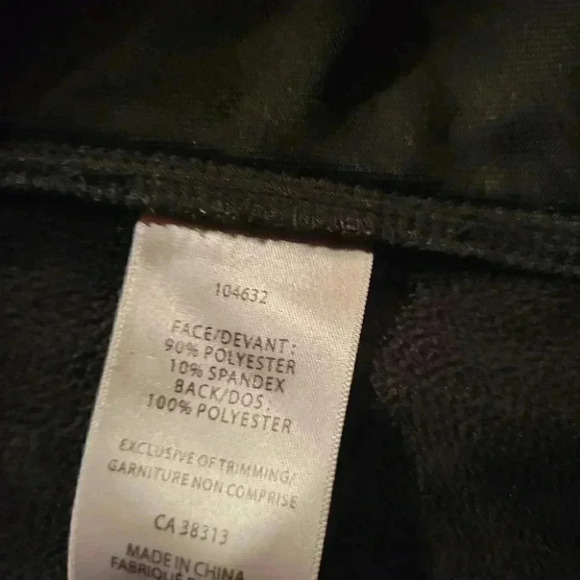 104632
FACE/DEVANT:
90% POLYESTER
10% SPANDEX
BACK/DOS:
100% POLYESTER
EXCLUSIVE OF TRIMMING/
GARNITURE NON COMPRISE
CA 38313
MADE IN CHINA
FABRIQUÉ